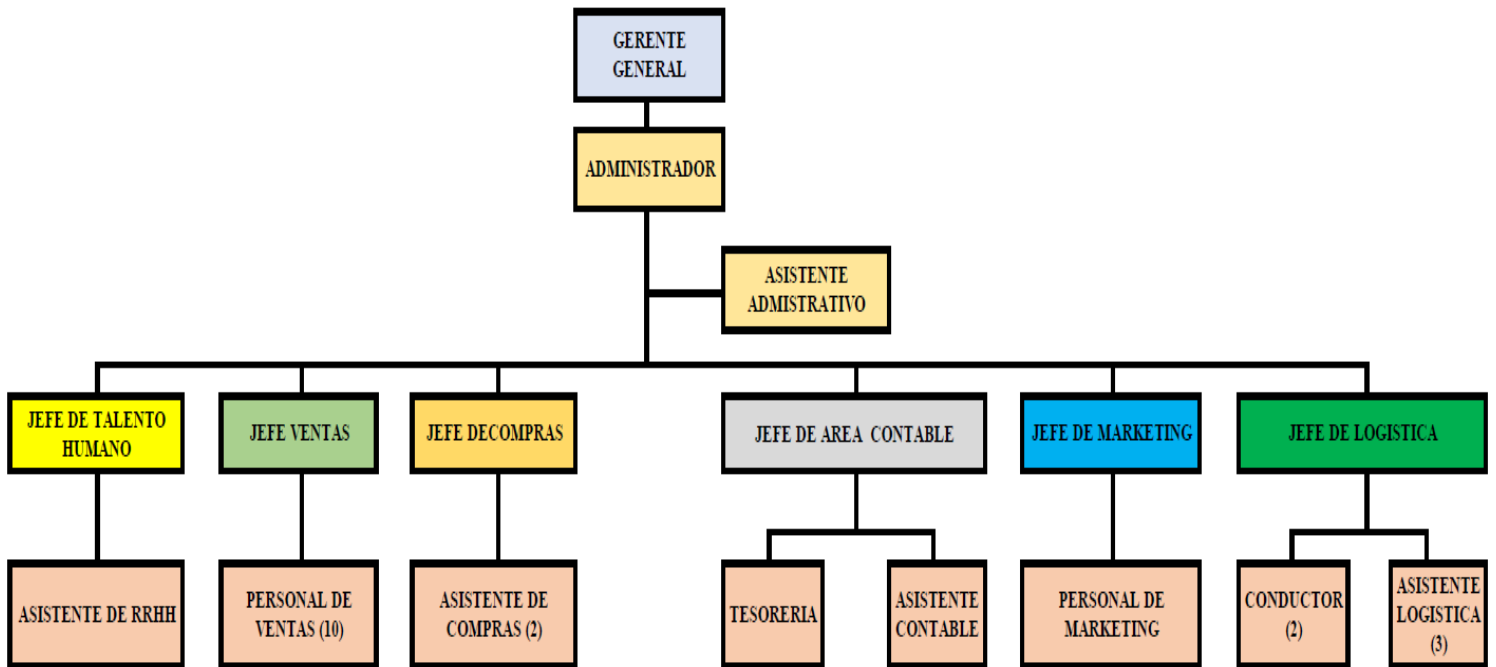 GERENTE
GENERAL
ADMINISTRADOR
ASISTENTE
ADMISTRATIVO
JEFE DE TALENTO
HUMANO
JEFE VENTAS
JEFE DECOMPRAS
JEFE DE AREA CONTABLE
JEFE DE MARKETING
JEFE DE LOGISTICA
ASISTENTE DE RRHH
PERSONAL DE
VENTAS (10)
ASISTENTE DE
COMPRAS (2)
TESORERIA
ASISTENTE
CONTABLE
PERSONAL DE
MARKETING
CONDUCTOR
(2)
ASISTENTE
LOGISTICA
(3)